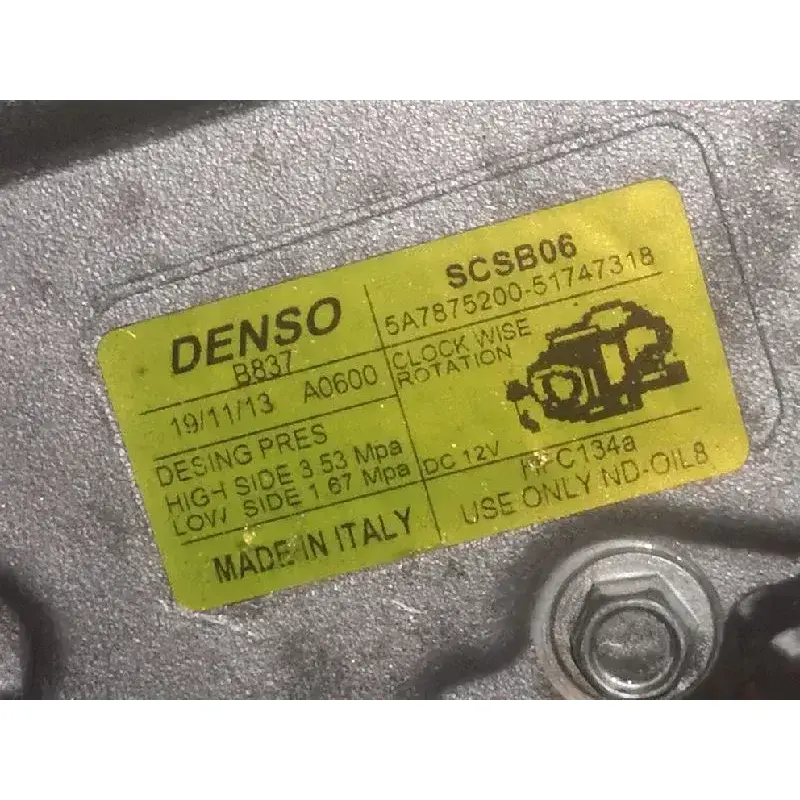 DENSO
B837
19/11/13 A0600
DESING PRES
HIGH SIDE 3 53 Mpa
LOW SIDE 1 67 Mpa
MADE IN ITALY
SCSB06
5A7875200-51747318
CLOCK WISE
ROTATION
DC 12V
HFC134a
USE ONLY ND-OIL8